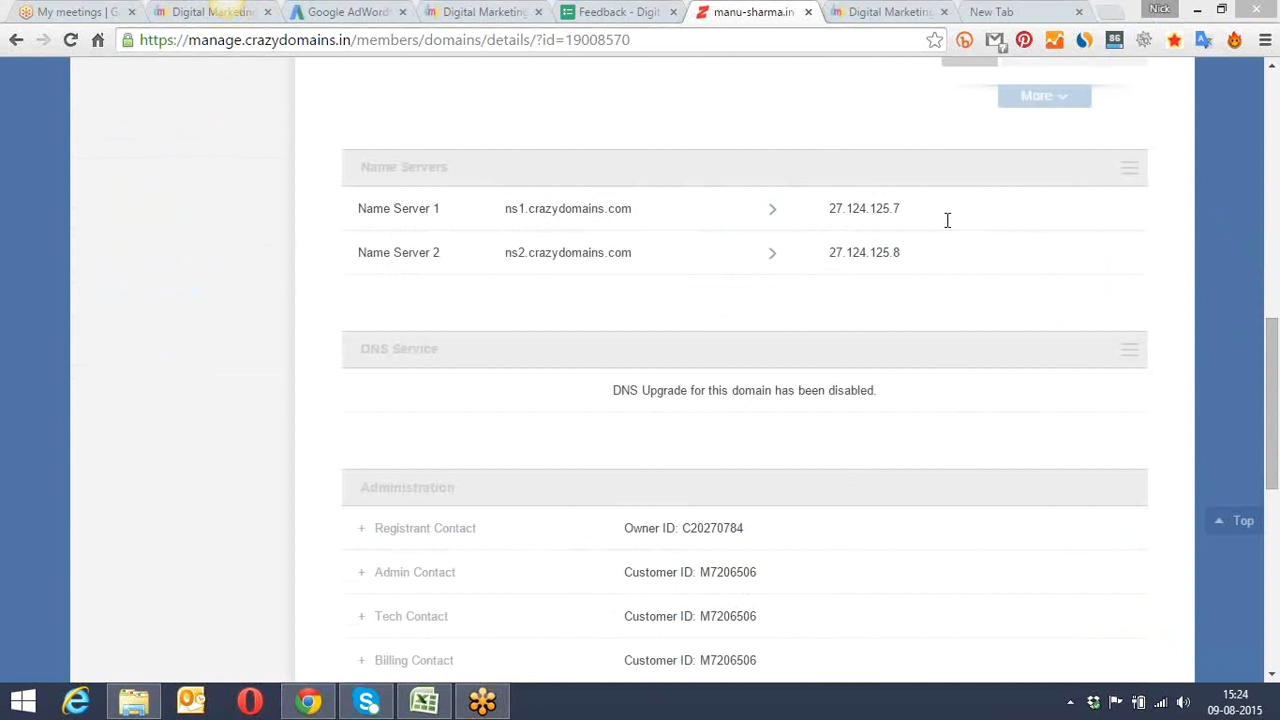 My meetings | G
Digital Marketin
Google AdWord
Digital Marketing
Feedback - Digit
manu-sharma.in
Digital Marketing
New Tab
Nick
https://manage.crazydomains.in/members/domains/details/?id=19008570
86
More
Name Servers
Name Server 1 ns1.crazydomains.com 27.124.125.7
Name Server 2 ns2.crazydomains.com 27.124.125.8
DNS Service
DNS Upgrade for this domain has been disabled.
Administration
Top
+ Registrant Contact Owner ID: C20270784
+ Admin Contact Customer ID: M7206506
+ Tech Contact Customer ID: M7206506
+ Billing Contact Customer ID: M7206506
15:24
09-08-2015